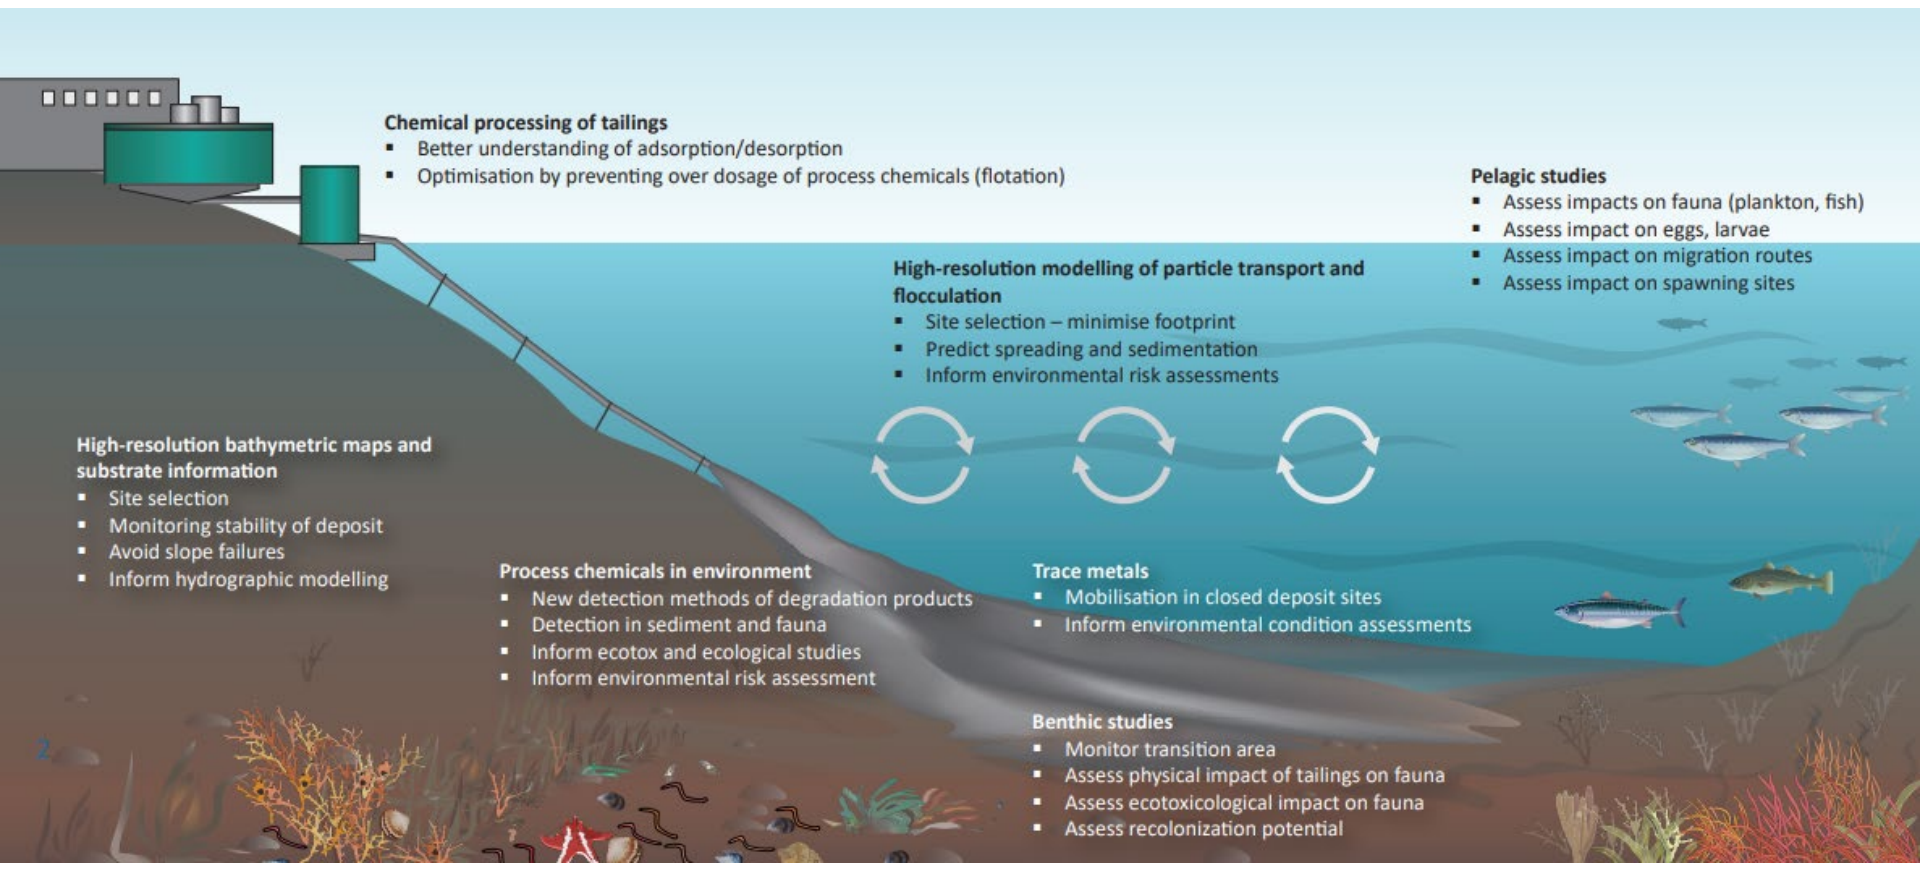 Chemical processing of tailings
▪ Better understanding of adsorption/desorption
▪ Optimisation by preventing over dosage of process chemicals (flotation)
Pelagic studies
▪ Assess impacts on fauna (plankton, fish)
▪ Assess impact on eggs, larvae
▪ Assess impact on migration routes
▪ Assess impact on spawning sites
High-resolution modelling of particle transport and
flocculation
▪ Site selection – minimise footprint
▪ Predict spreading and sedimentation
▪ Inform environmental risk assessments
High-resolution bathymetric maps and
substrate information
▪ Site selection
▪ Monitoring stability of deposit
▪ Avoid slope failures
▪ Inform hydrographic modelling
Process chemicals in environment
▪ New detection methods of degradation products
▪ Detection in sediment and fauna
▪ Inform ecotox and ecological studies
▪ Inform environmental risk assessment
Trace metals
▪ Mobilisation in closed deposit sites
▪ Inform environmental condition assessments
Benthic studies
▪ Monitor transition area
▪ Assess physical impact of tailings on fauna
▪ Assess ecotoxicological impact on fauna
▪ Assess recolonization potential
2